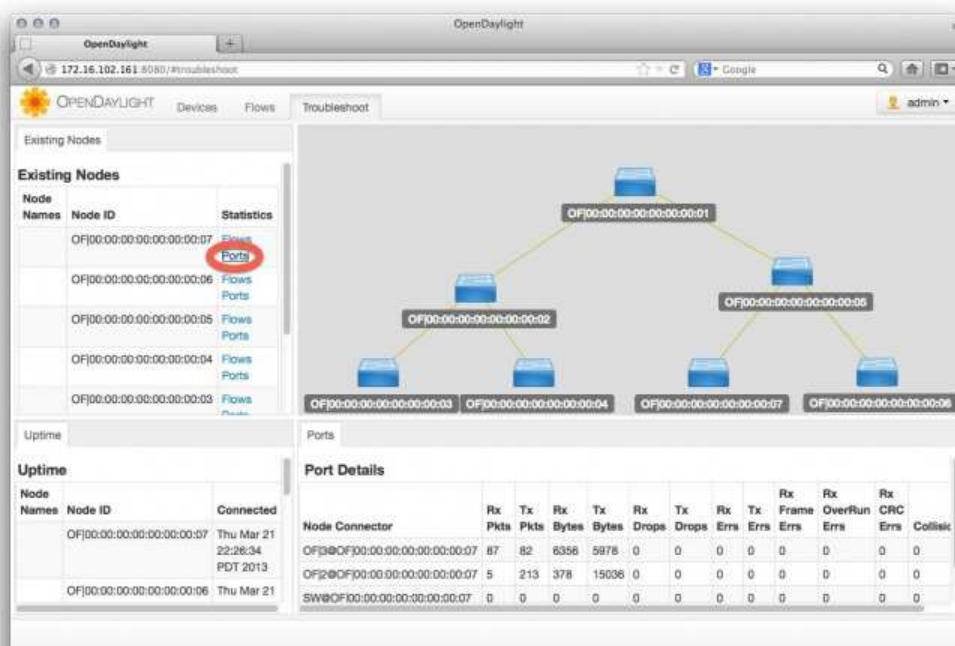 OpenDaylight
OpenDaylight
172.16.102.161:8080/#troubleshoot
Google
OPENDAYLIGHT
Devices
Flows
Troubleshoot
admin
Existing Nodes
Existing Nodes
Node Names Node ID Statistics
OF|00:00:00:00:00:00:00:07 Flows
Ports
OF|00:00:00:00:00:00:00:06 Flows
Ports
OF|00:00:00:00:00:00:00:05 Flows
Ports
OF|00:00:00:00:00:00:00:04 Flows
Ports
OF|00:00:00:00:00:00:00:03 Flows
Ports
OF|00:00:00:00:00:00:00:01
OF|00:00:00:00:00:00:00:02
OF|00:00:00:00:00:00:00:05
OF|00:00:00:00:00:00:00:03
OF|00:00:00:00:00:00:00:04
OF|00:00:00:00:00:00:00:07
OF|00:00:00:00:00:00:00:06
Uptime
Uptime
Node Names Node ID Connected
OF|00:00:00:00:00:00:00:07 Thu Mar 21
22:26:34
PDT 2013
OF|00:00:00:00:00:00:00:06 Thu Mar 21
Ports
Port Details
Node Connector Rx Pkts Tx Pkts Rx Bytes Tx Bytes Rx Drops Tx Drops Rx Errs Tx Errs Rx Frame Errs Rx OverRun Errs Rx CRC Errs Collisic
OF|3@OF|00:00:00:00:00:00:00:07 87 82 6356 5978 0 0 0 0 0 0 0 0
OF|2@OF|00:00:00:00:00:00:00:07 5 213 378 15036 0 0 0 0 0 0 0 0
SW@OF|00:00:00:00:00:00:00:07 0 0 0 0 0 0 0 0 0 0 0 0